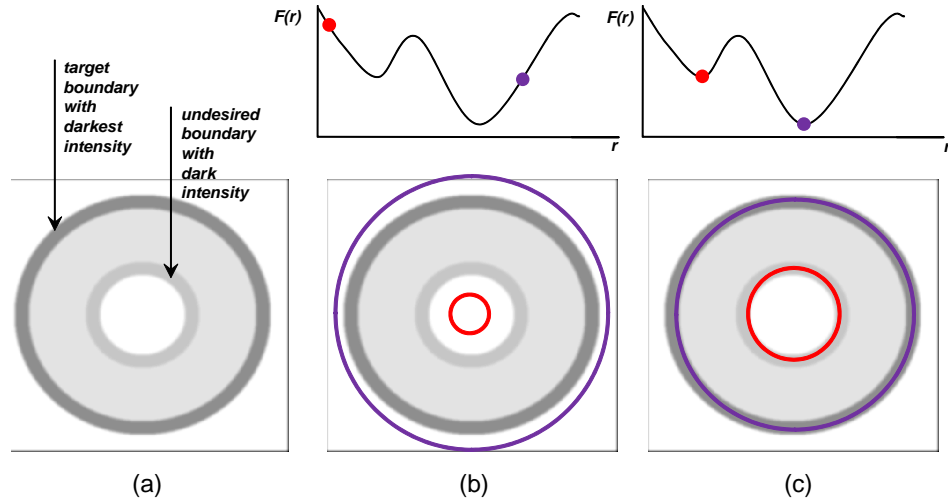 target
boundary
with
darkest
intensity
undesired
boundary
with
dark
intensity
F(r)
r
F(r)
r
(a)
(b)
(c)